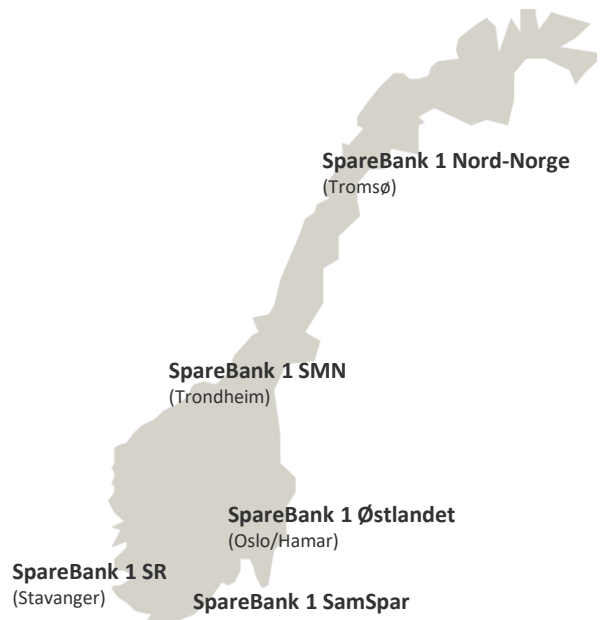 SpareBank 1 Nord-Norge
(Tromsø)
SpareBank 1 SMN
(Trondheim)
SpareBank 1 Østlandet
(Oslo/Hamar)
SpareBank 1 SR
(Stavanger)
SpareBank 1 SamSpar